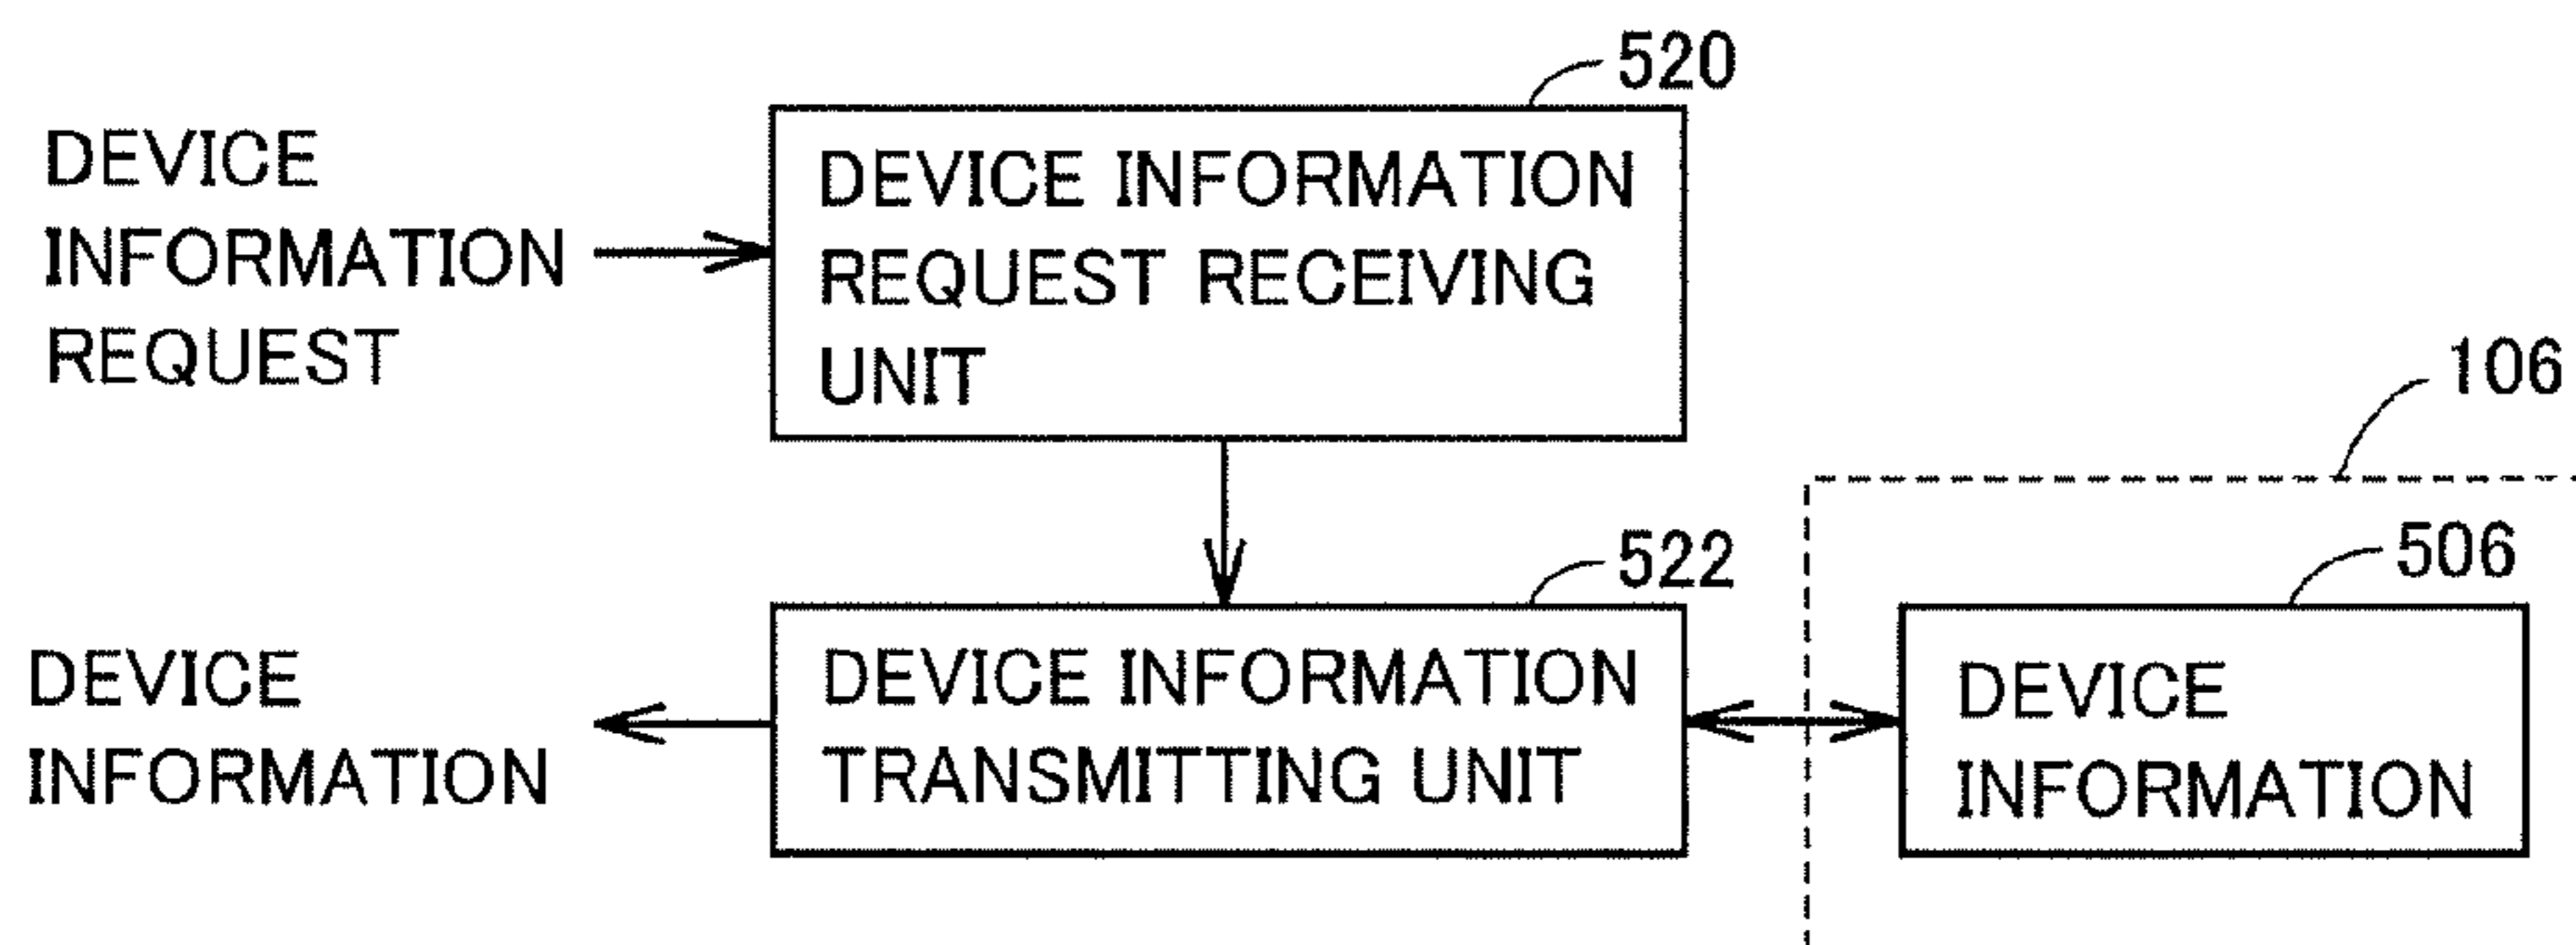 520
DEVICE
INFORMATION
REQUEST
DEVICE INFORMATION
REQUEST RECEIVING
UNIT
106
522
506
DEVICE
INFORMATION
DEVICE INFORMATION
TRANSMITTING UNIT
DEVICE
INFORMATION